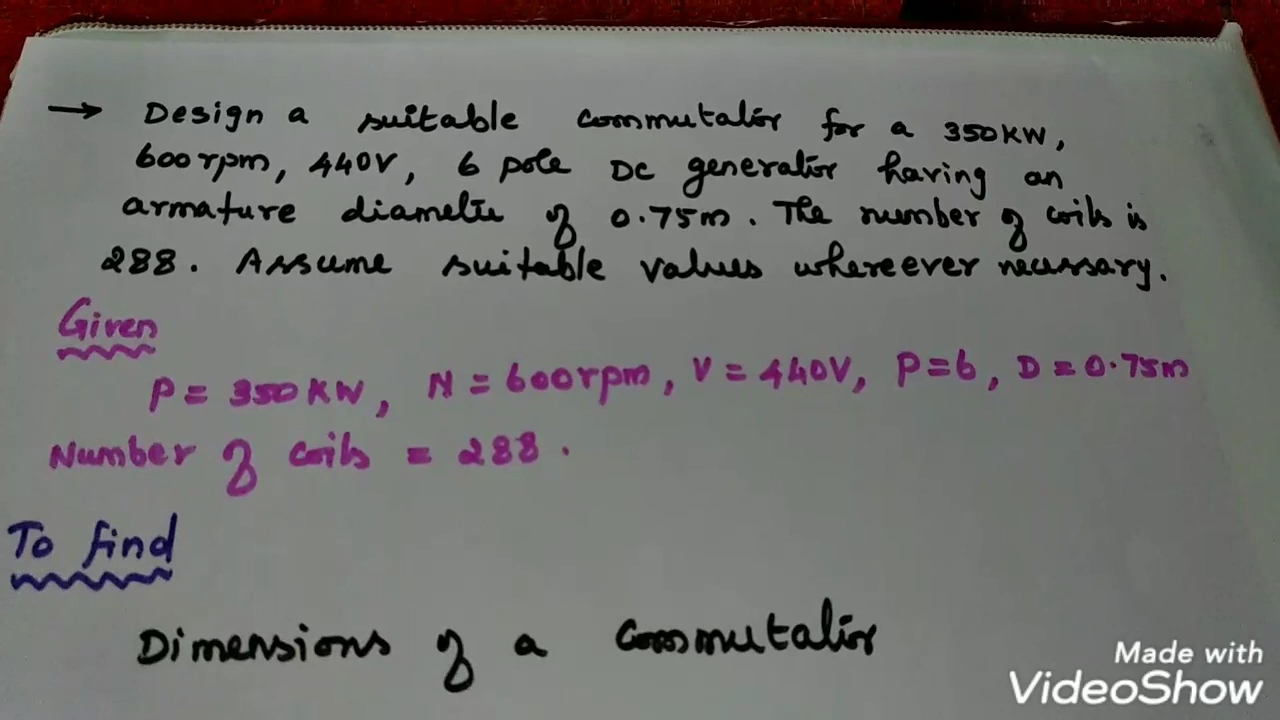 → Design a suitable commutator for a 350KW,
600rpm, 440V, 6 pole DC generator having an
armature diameter of 0.75m. The number of coils is
288. Assume suitable values whereever necessary.
Given
P = 350KW, N = 600rpm, V = 440V, P=6, D = 0.75m
Number of coils = 288.
To find
Dimensions of a commutator
Made with
VideoShow